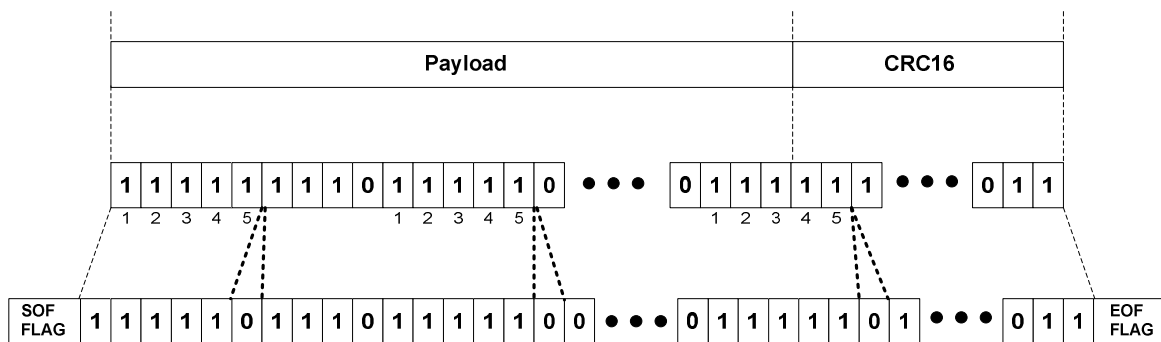 Payload CRC16
1 1 1 1 1 1 1 1 0 1 1 1 1 1 0 ●●● 0 1 1 1 1 1 1 ●●● 0 1 1
1 2 3 4 5 1 2 3 4 5 1 2 3 4 5
SOF FLAG 1 1 1 1 1 0 1 1 1 0 1 1 1 1 1 0 0 ●●● 0 1 1 1 1 1 0 1 ●●● 0 1 1 EOF FLAG